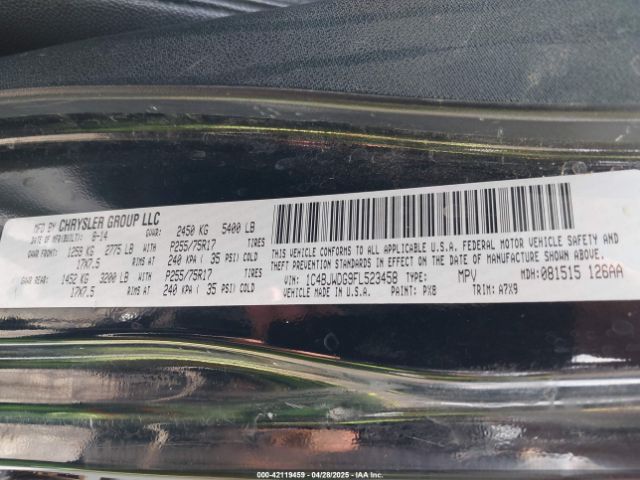 MFD BY CHRYSLER GROUP LLC
DATE OF MFR(BUILT): 8-14 GVWR: 2450 KG 5400 LB
GAWR FRONT: 1259 KG 2775 LB WITH P255/75R17 TIRES
17X7.5 RIMS AT 240 KPA ( 35 PSI) COLD
GAWR REAR: 1452 KG 3200 LB WITH P255/75R17 TIRES
17X7.5 RIMS AT 240 KPA ( 35 PSI) COLD
THIS VEHICLE CONFORMS TO ALL APPLICABLE U.S.A. FEDERAL MOTOR VEHICLE SAFETY AND
THEFT PREVENTION STANDARDS IN EFFECT ON THE DATE OF MANUFACTURE SHOWN ABOVE.
VIN: 1C4BJWDG9FL523458 TYPE: MPV MDH: 081515 126AA
MADE IN U.S.A. PAINT: PX8 TRIM: A7X9
000-42119459 - 04/28/2025 - IAAI.CA